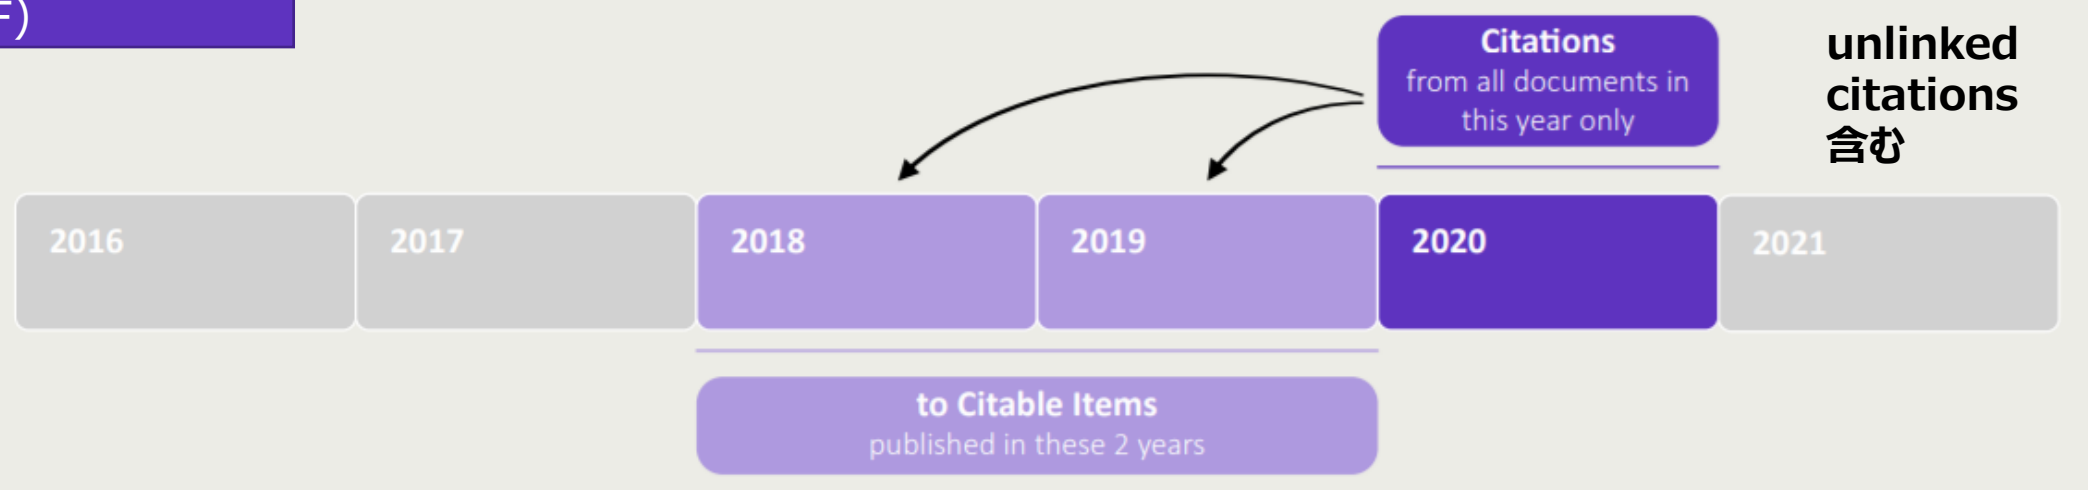 F)
Citations
from all documents in
this year only
unlinked
citations
含む
2016
2017
2018
2019
2020
2021
to Citable Items
published in these 2 years